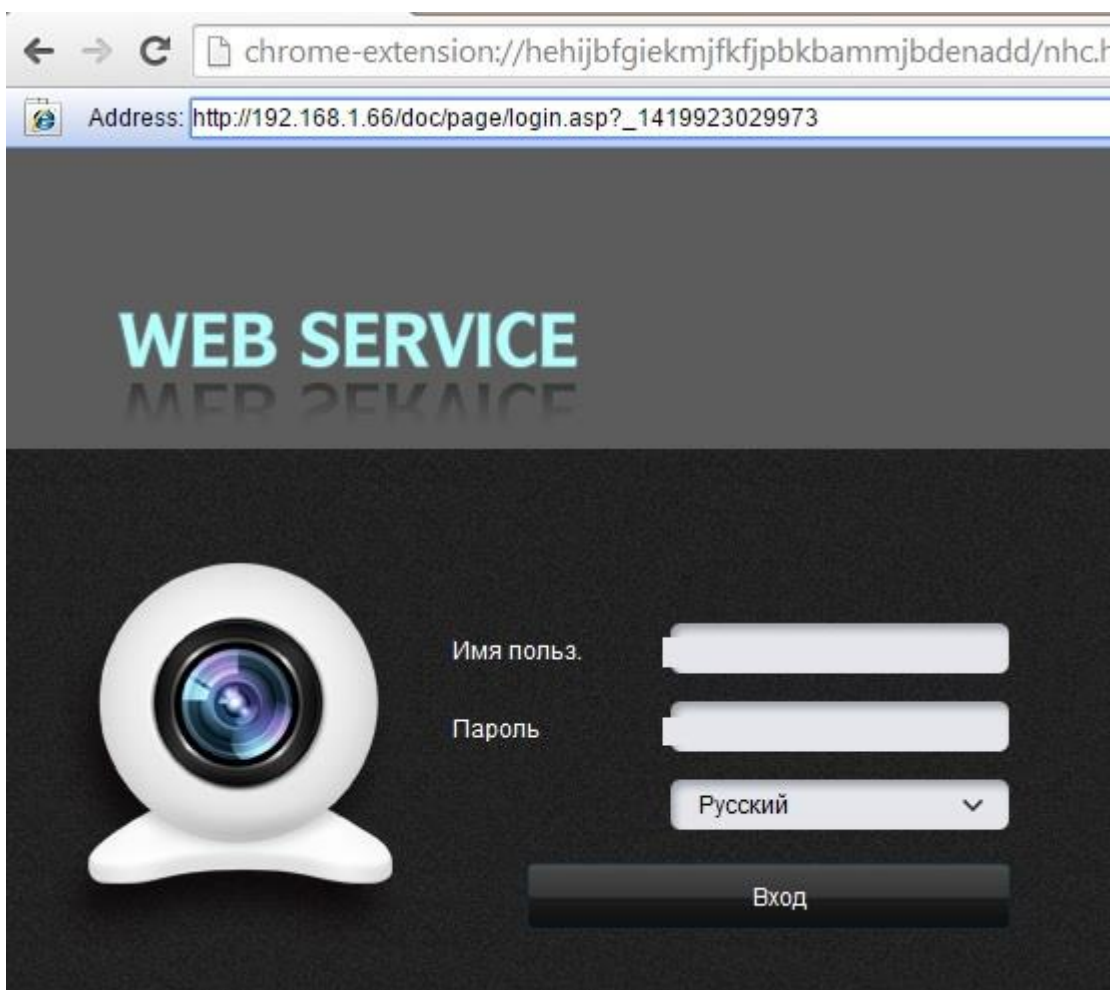 chrome-extension://hehijbfgiekmjfkfjpbkbammjbdenadd/nhc.h
Address: http://192.168.1.66/doc/page/login.asp?_1419923029973
WEB SERVICE
Имя польз.
Пароль
Русский
Вход